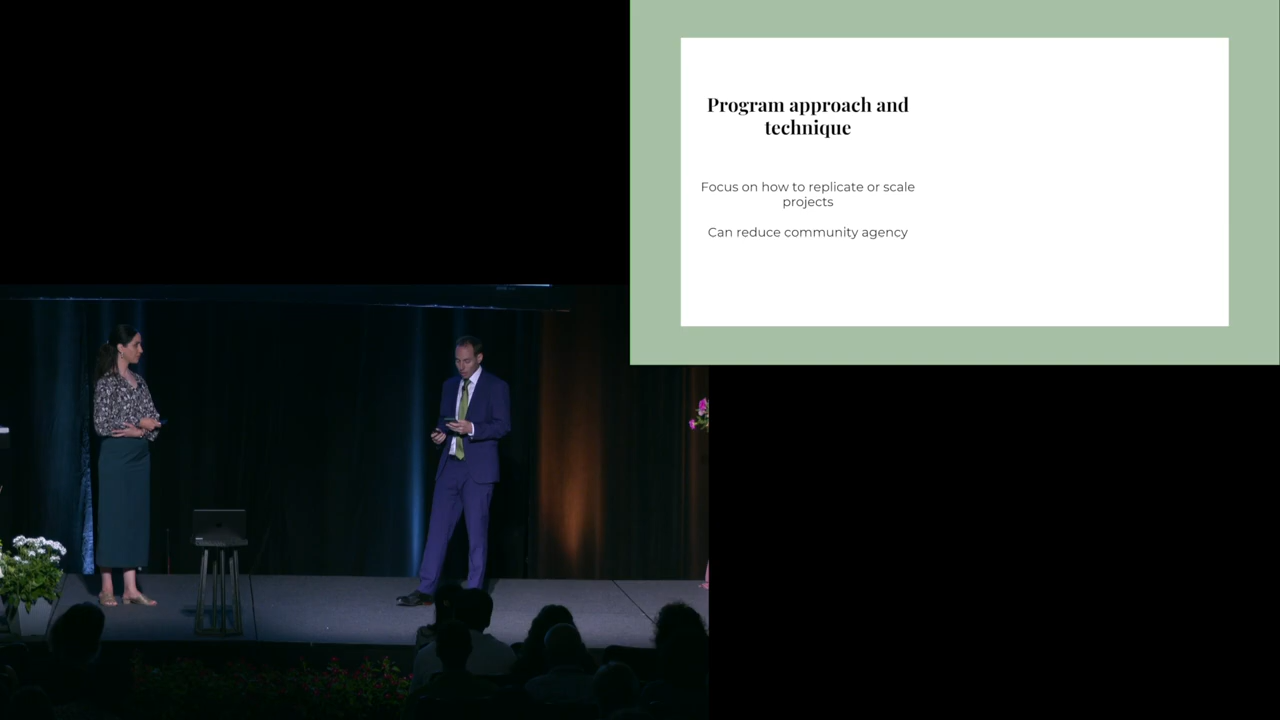 Program approach and
technique
Focus on how to replicate or scale
projects
Can reduce community agency